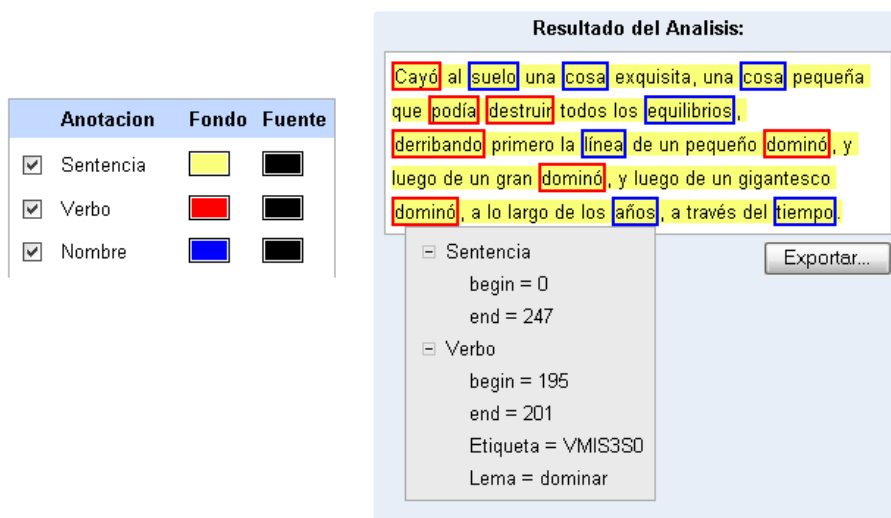 Anotacion Fondo Fuente
Sentencia
Verbo
Nombre
Resultado del Analisis:
Cayó al suelo una cosa exquisita, una cosa pequeña
que podía destruir todos los equilibrios,
derribando primero la línea de un pequeño dominó, y
luego de un gran dominó, y luego de un gigantesco
dominó, a lo largo de los años, a través del tiempo.
Sentencia
begin = 0
end = 247
Verbo
begin = 195
end = 201
Etiqueta = VMIS3S0
Lema = dominar
Exportar...